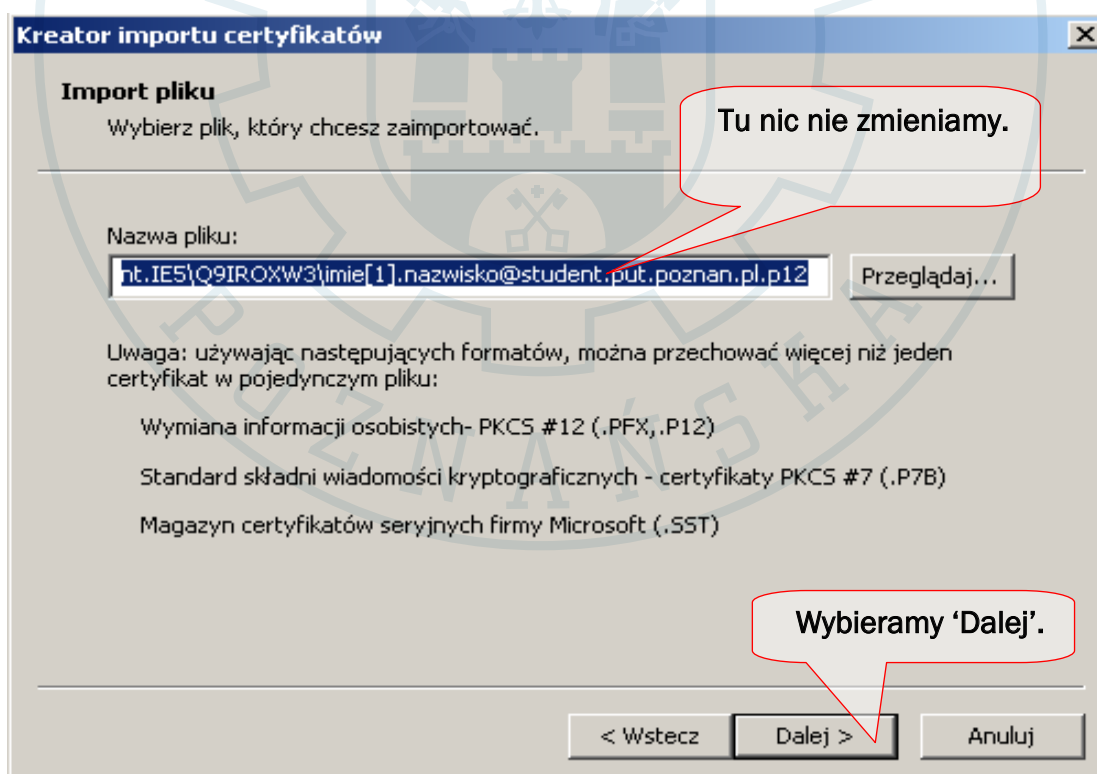 Kreator importu certyfikatów
Import pliku
Wybierz plik, który chcesz zaimportować.
Tu nic nie zmieniamy.
Nazwa pliku:
nt.IE5\Q9IROXW3\imie[1].nazwisko@student.put.poznan.pl.p12
Przeglądaj...
Uwaga: używając następujących formatów, można przechować więcej niż jeden
certyfikat w pojedynczym pliku:
Wymiana informacji osobistych- PKCS #12 (.PFX,.P12)
Standard składni wiadomości kryptograficznych - certyfikaty PKCS #7 (.P7B)
Magazyn certyfikatów seryjnych firmy Microsoft (.SST)
Wybieramy ‘Dalej’.
< Wstecz
Dalej >
Anuluj
POZNAŃSKA